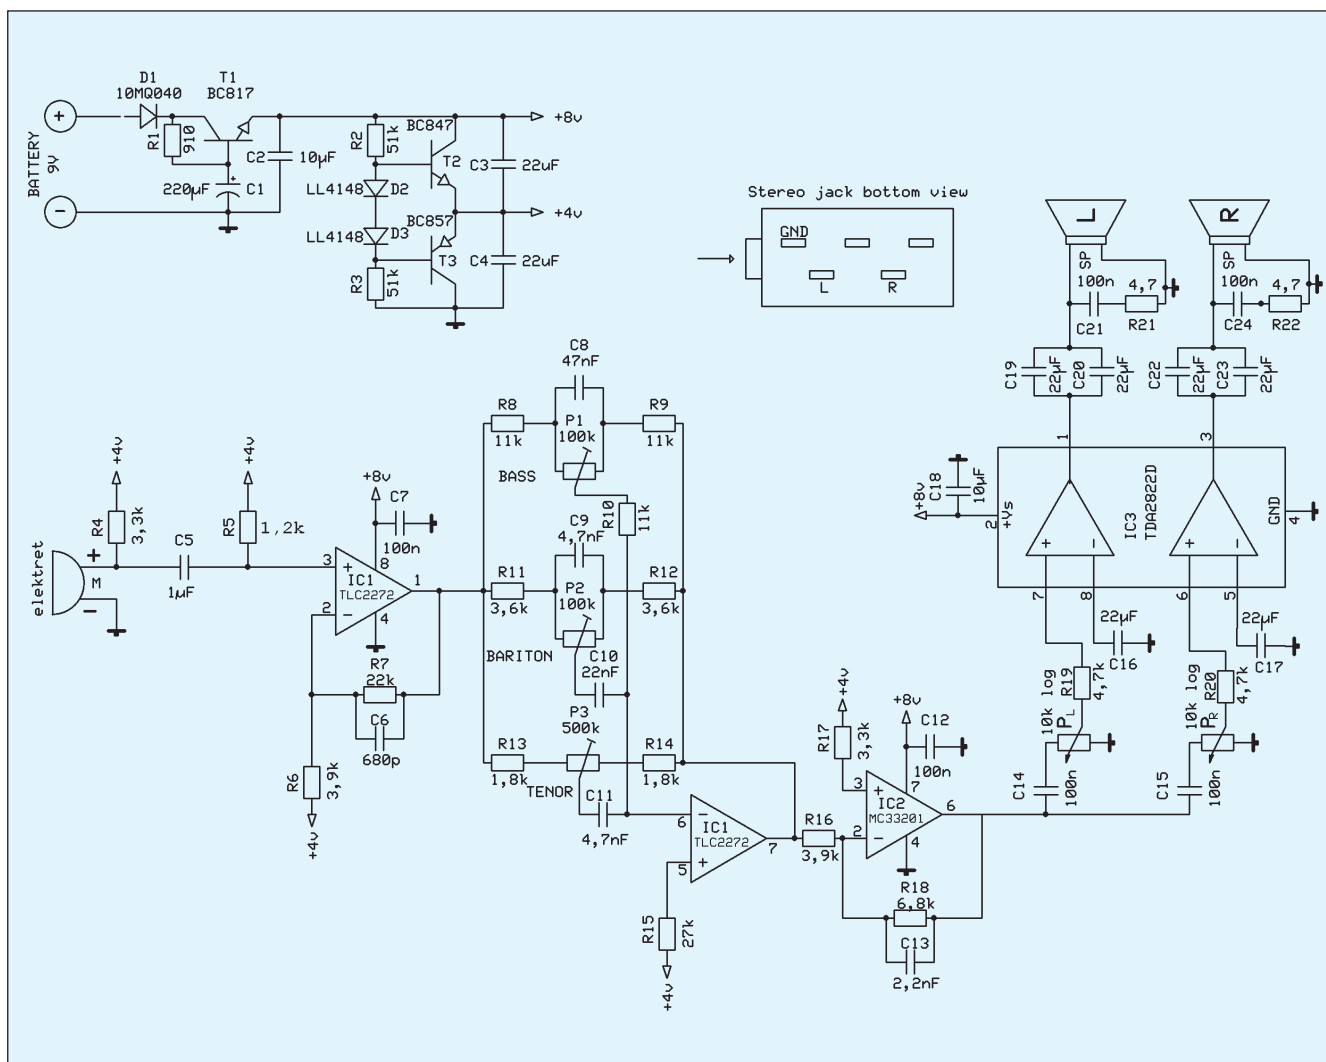 D1
10MQ040
T1
BC817
BATTERY
9V
+
−
R1
910
220µF
+
C1
C2
10µF
R2
51k
LL4148
D2
LL4148
D3
R3
51k
BC847
T2
BC857
T3
C3
22uF
C4
22uF
+8v
+4v
Stereo jack bottom view
GND
L
R
L
SP
100n
C21
4,7
R21
R
SP
100n
C24
4,7
R22
C19
22µF
C20
22µF
C22
22µF
C23
22µF
1
3
+8v
C18
10µF
2
+Vs
IC3
TDA2822D
GND
4
+
−
+
−
7
8
6
5
22µF
C16
22µF
C17
R19
4,7k
R20
4,7k
10k log
PL
10k log
PR
C14
100n
C15
100n
elektret
M
+
−
+4v
R4
3,3k
C5
1µF
+4v
R5
1,2k
+8v
C7
100n
3
+
8
IC1
TLC2272
1
2
−
4
R7
22k
C6
680p
R6
3,9k
+4v
C8
47nF
R8
11k
P1
100k
R9
11k
BASS
R10
11k
C9
4,7nF
R11
3,6k
P2
100k
R12
3,6k
BARITON
C10
22nF
P3
500k
R13
1,8k
R14
1,8k
TENOR
C11
4,7nF
6
−
IC1
TLC2272
7
5
+
R15
27k
+4v
R16
3,9k
+4v
R17
3,3k
+8v
C12
100n
3
+
7
IC2
MC33201
6
2
−
4
R18
6,8k
C13
2,2nF